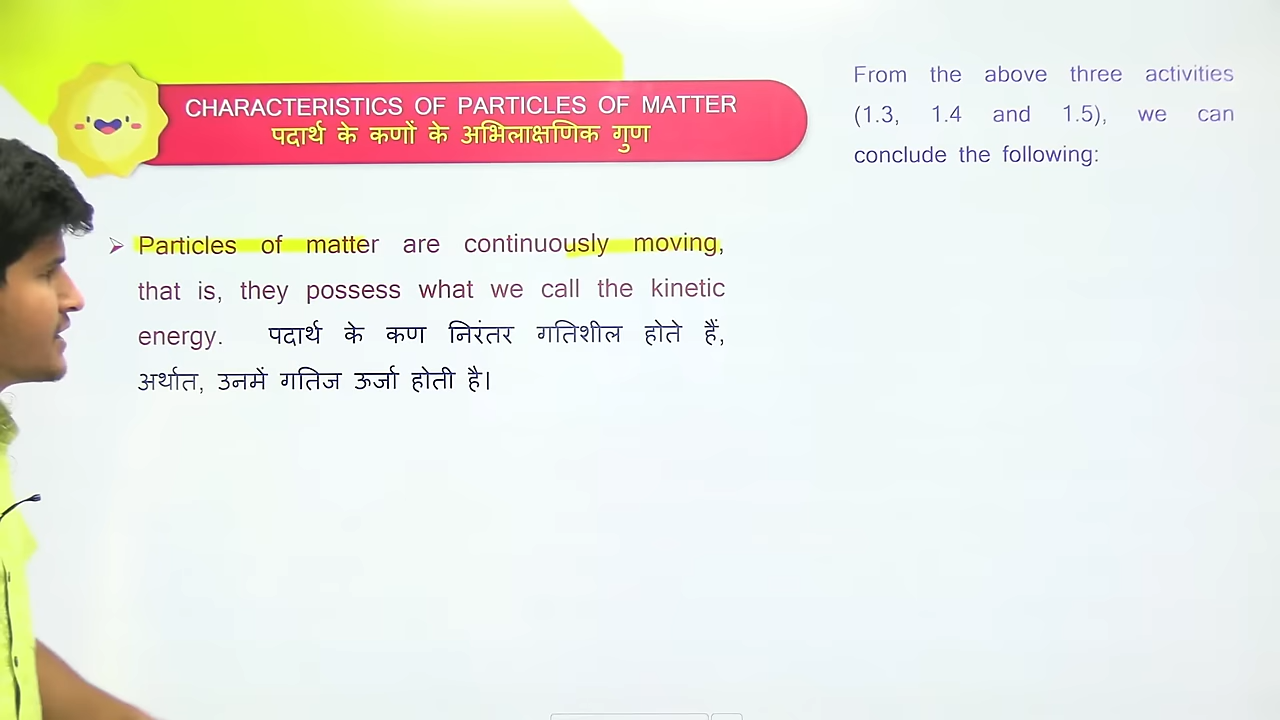 CHARACTERISTICS OF PARTICLES OF MATTER
पदार्थ के कणों के अभिलाक्षणिक गुण
From the above three activities
(1.3, 1.4 and 1.5), we can
conclude the following:
➢ Particles of matter are continuously moving,
that is, they possess what we call the kinetic
energy. पदार्थ के कण निरंतर गतिशील होते हैं,
अर्थात, उनमें गतिज ऊर्जा होती है।